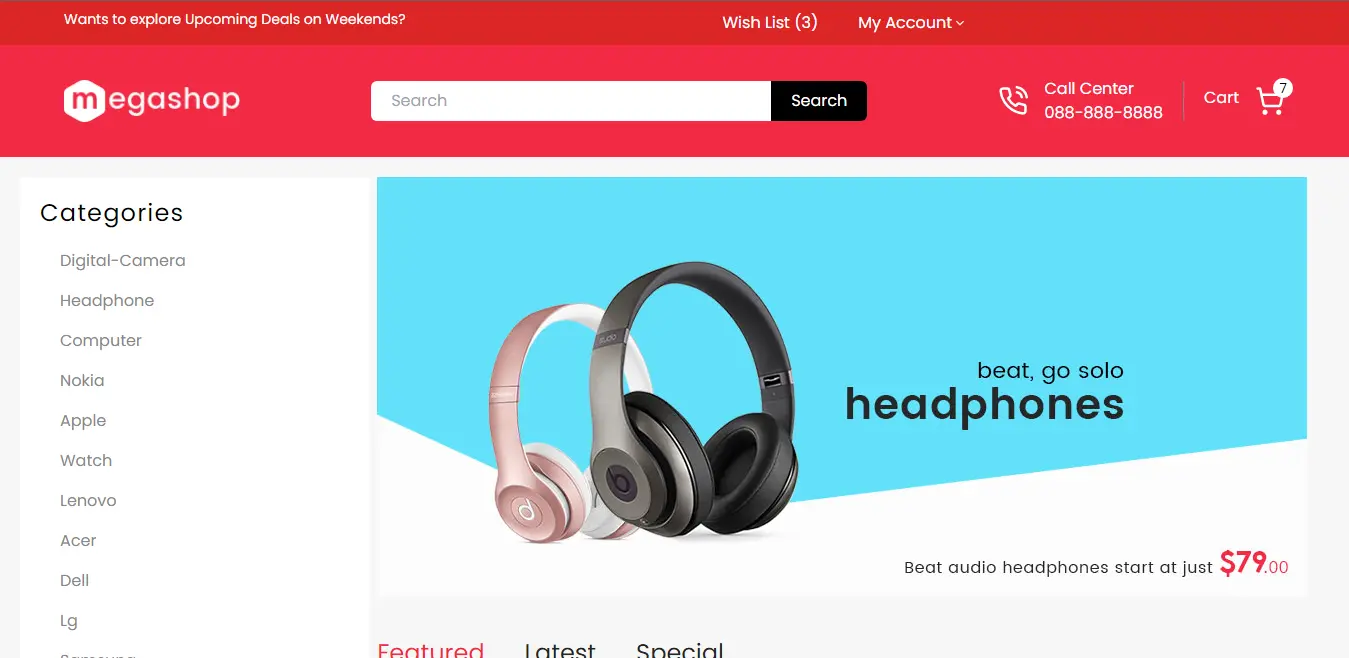 Wants to explore Upcoming Deals on Weekends?
Wish List (3)
My Account
megashop
Search
Search
Call Center
088-888-8888
Cart
7
Categories
Digital-Camera
Headphone
Computer
Nokia
Apple
Watch
Lenovo
Acer
Dell
Lg
Samsung
beat, go solo
headphones
Beat audio headphones start at just $79.00
Featured
Latest
Special